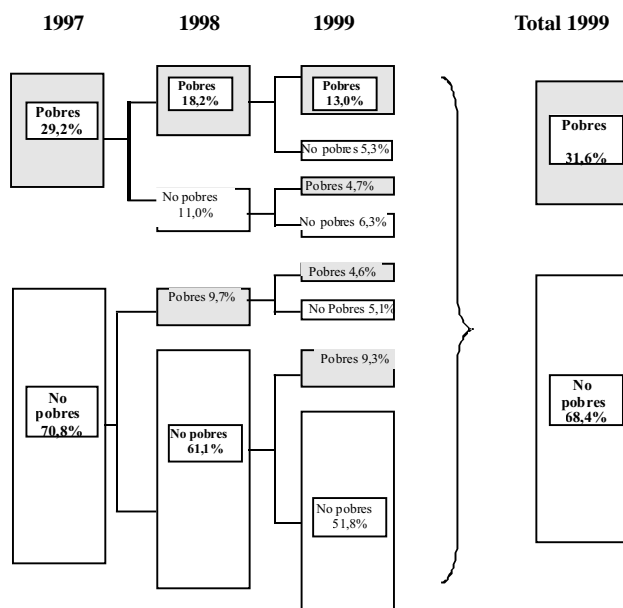 1997 1998 1999 Total 1999
Pobres
29,2%
Pobres
18,2%
No pobres
11,0%
Pobres
13,0%
No pobres 5,3%
Pobres 4,7%
No pobres 6,3%
No
pobres
70,8%
Pobres 9,7%
No pobres
61,1%
Pobres 4,6%
No Pobres 5,1%
Pobres 9,3%
No pobres
51,8%
Pobres
31,6%
No
pobres
68,4%